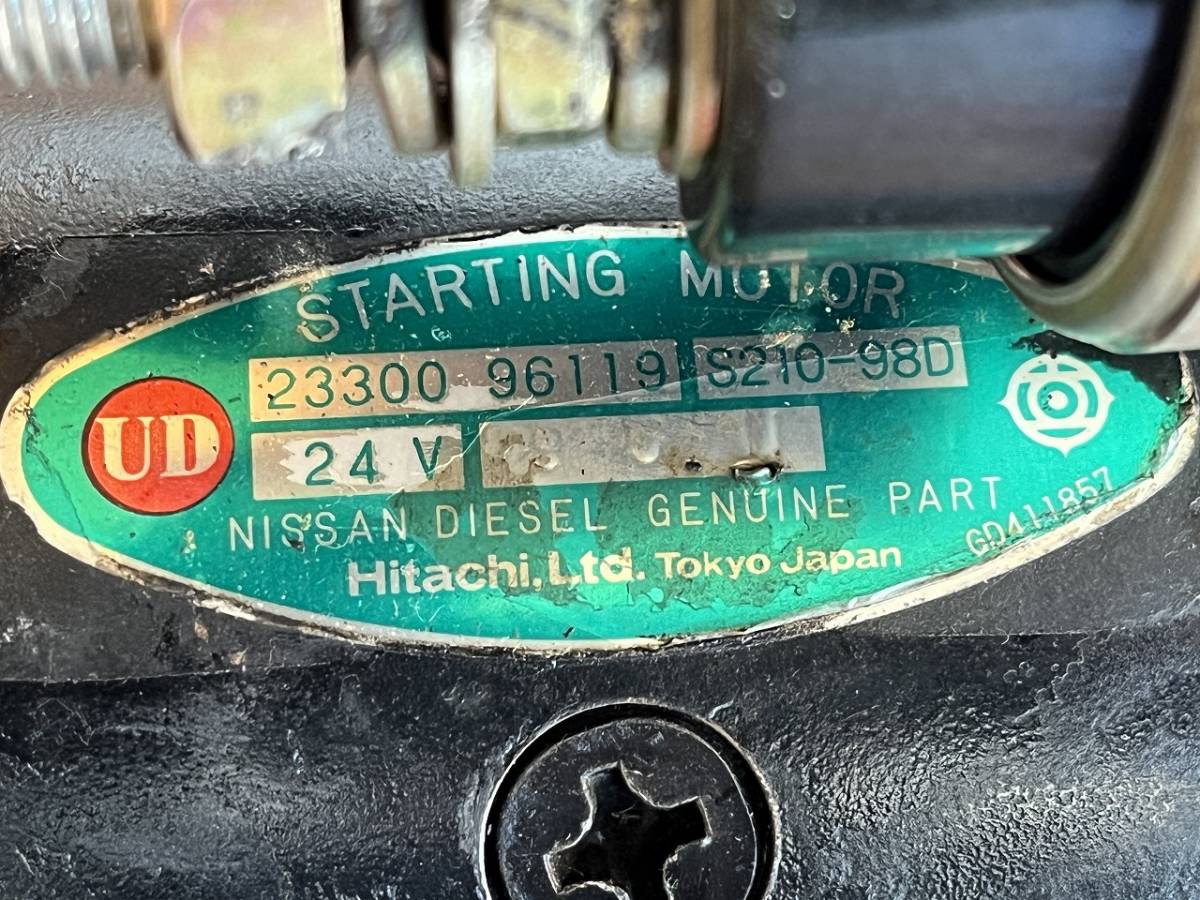 STARTING MOTOR
23300 96119 S210-98D
UD
24 V
NISSAN DIESEL GENUINE PART
GD411857
Hitachi, Ltd. Tokyo Japan